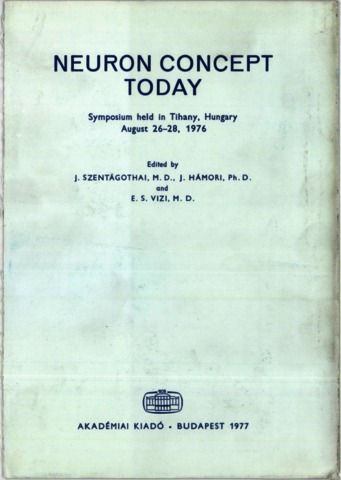 NEURON CONCEPT
TODAY
Symposium held in Tihany, Hungary
August 26–28, 1976
Edited by
J. SZENTÁGOTHAI, M. D., J. HÁMORI, Ph. D.
and
E. S. VIZI, M. D.
AKADÉMIAI KIADÓ • BUDAPEST 1977